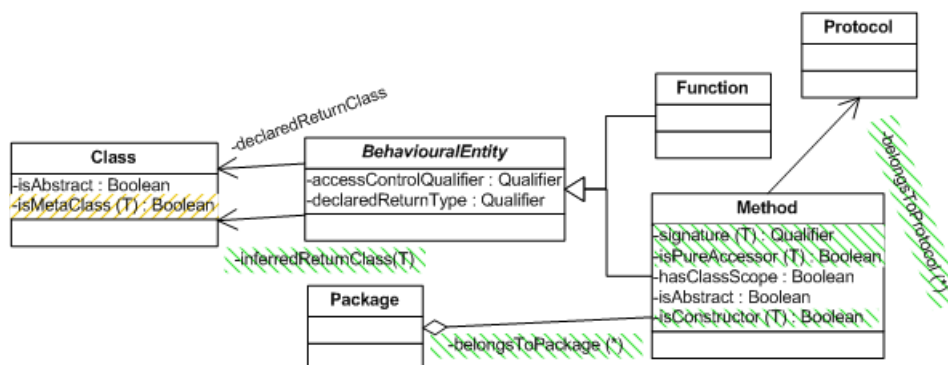 Protocol
Function
-declaredReturnClass
Class
-isAbstract : Boolean
-isMetaClass (T) : Boolean
BehaviouralEntity
-accessControlQualifier : Qualifier
-declaredReturnType : Qualifier
-belongsToProtocol (*)
Method
-signature (T) : Qualifier
-isPureAccessor (T) : Boolean
-hasClassScope : Boolean
-isAbstract : Boolean
-isConstructor (T) : Boolean
-inferredReturnClass(T)
Package
-belongsToPackage (*)